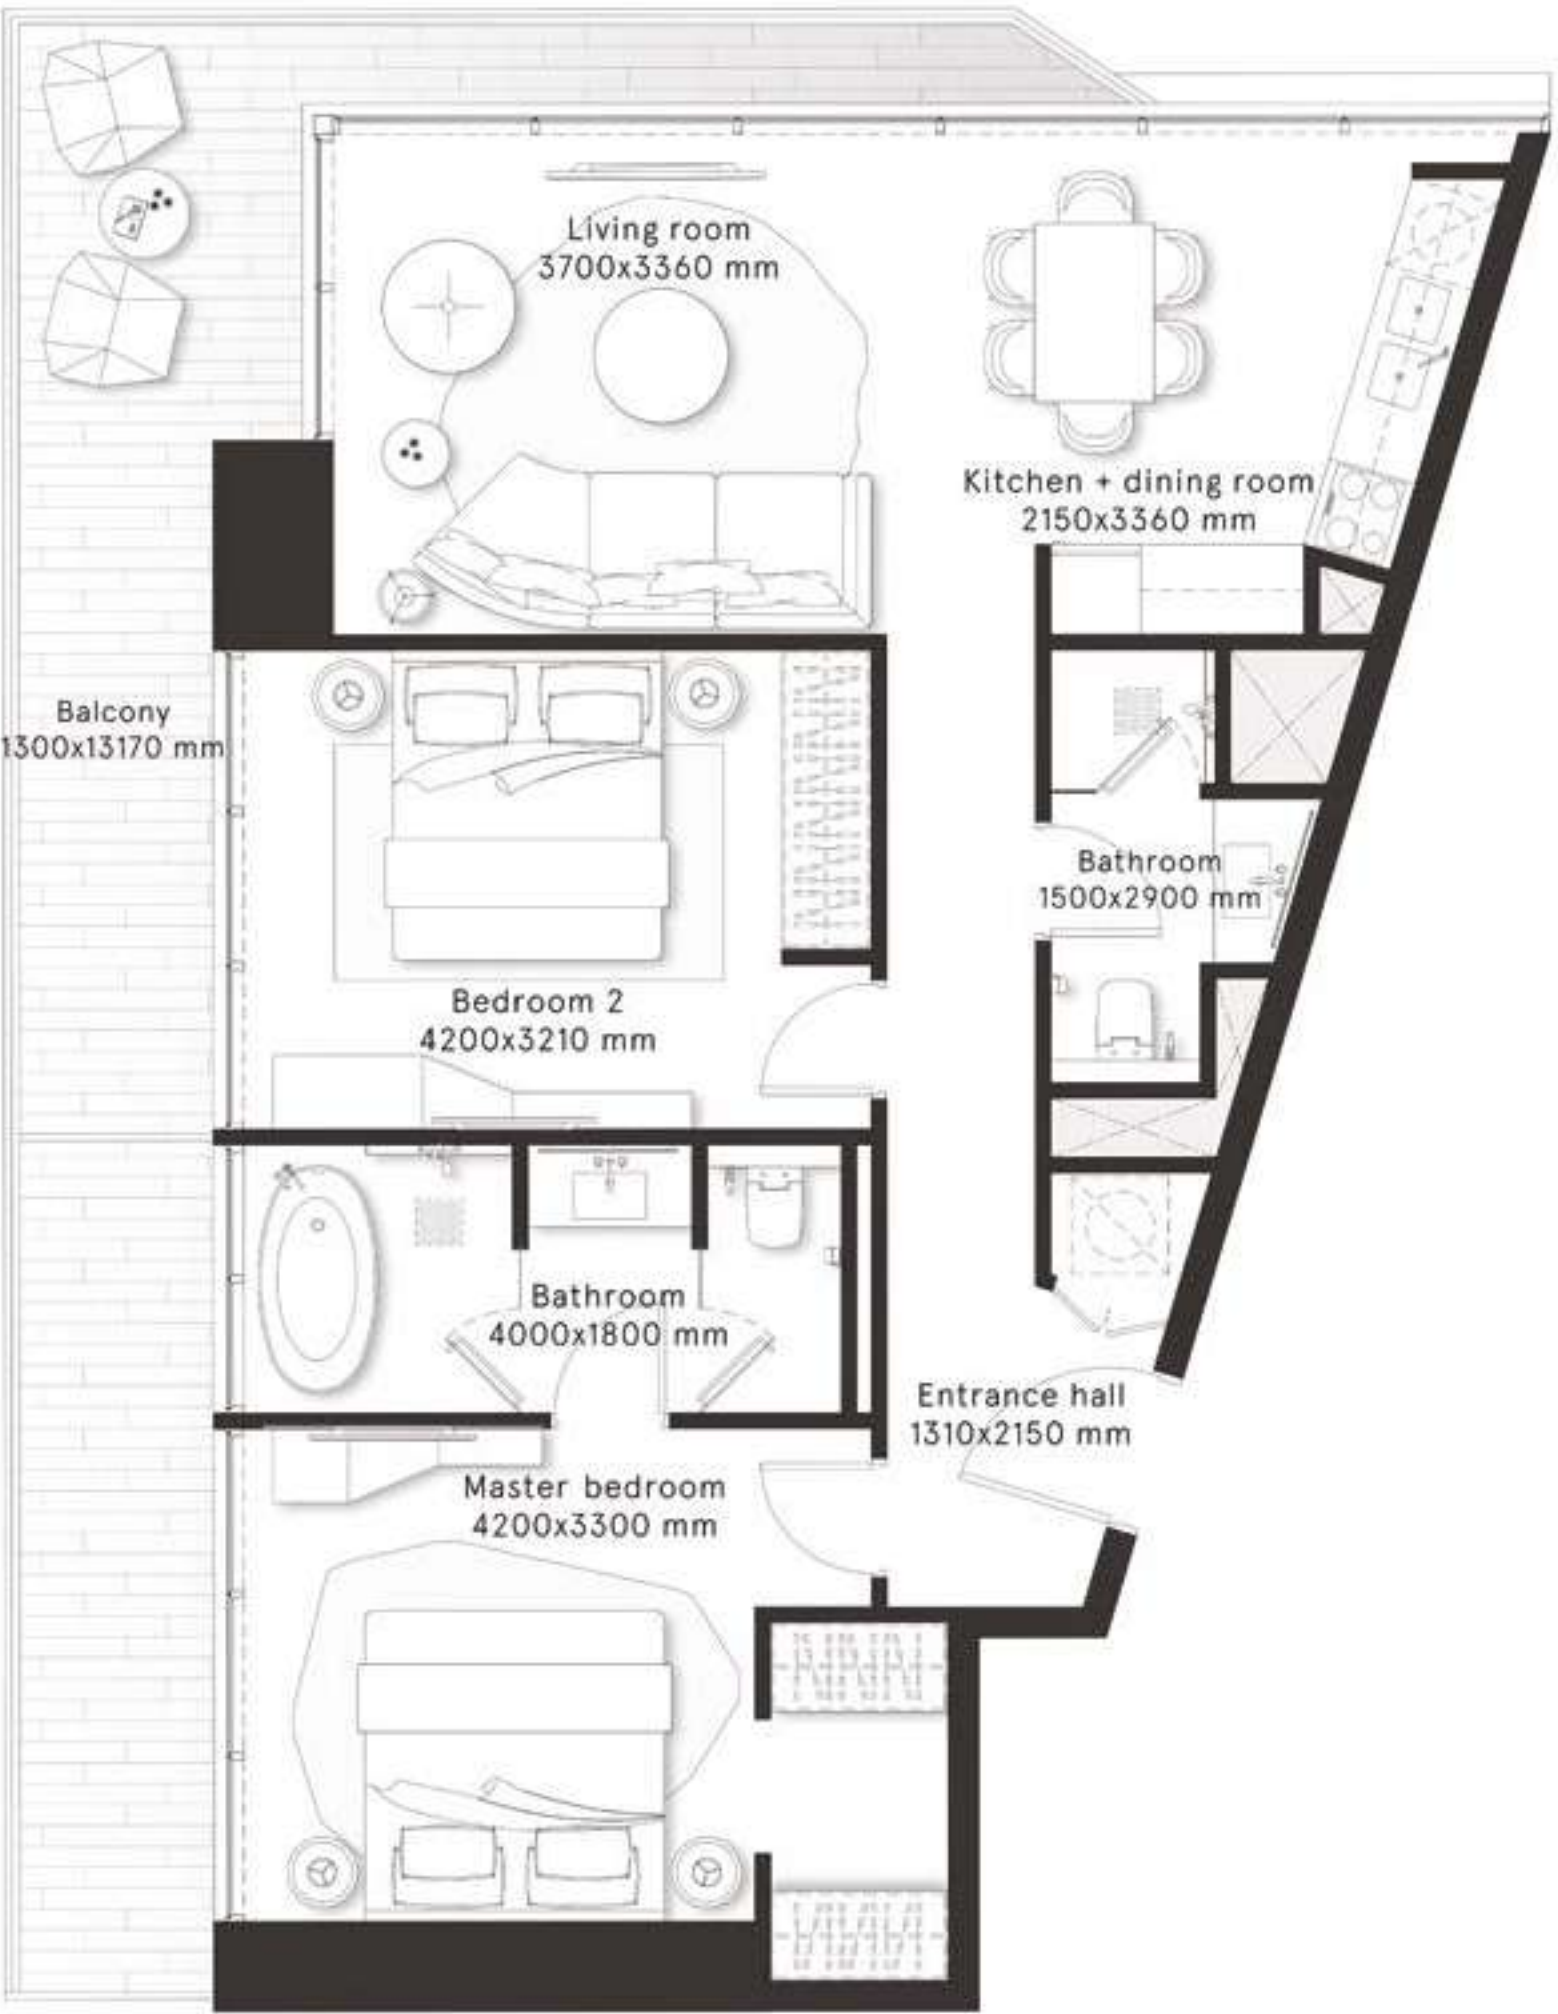 Living room
3700x3360 mm
Kitchen + dining room
2150x3360 mm
Balcony
1300x13170 mm
Bathroom
1500x2900 mm
Bedroom 2
4200x3210 mm
Bathroom
4000x1800 mm
Entrance hall
1310x2150 mm
Master bedroom
4200x3300 mm